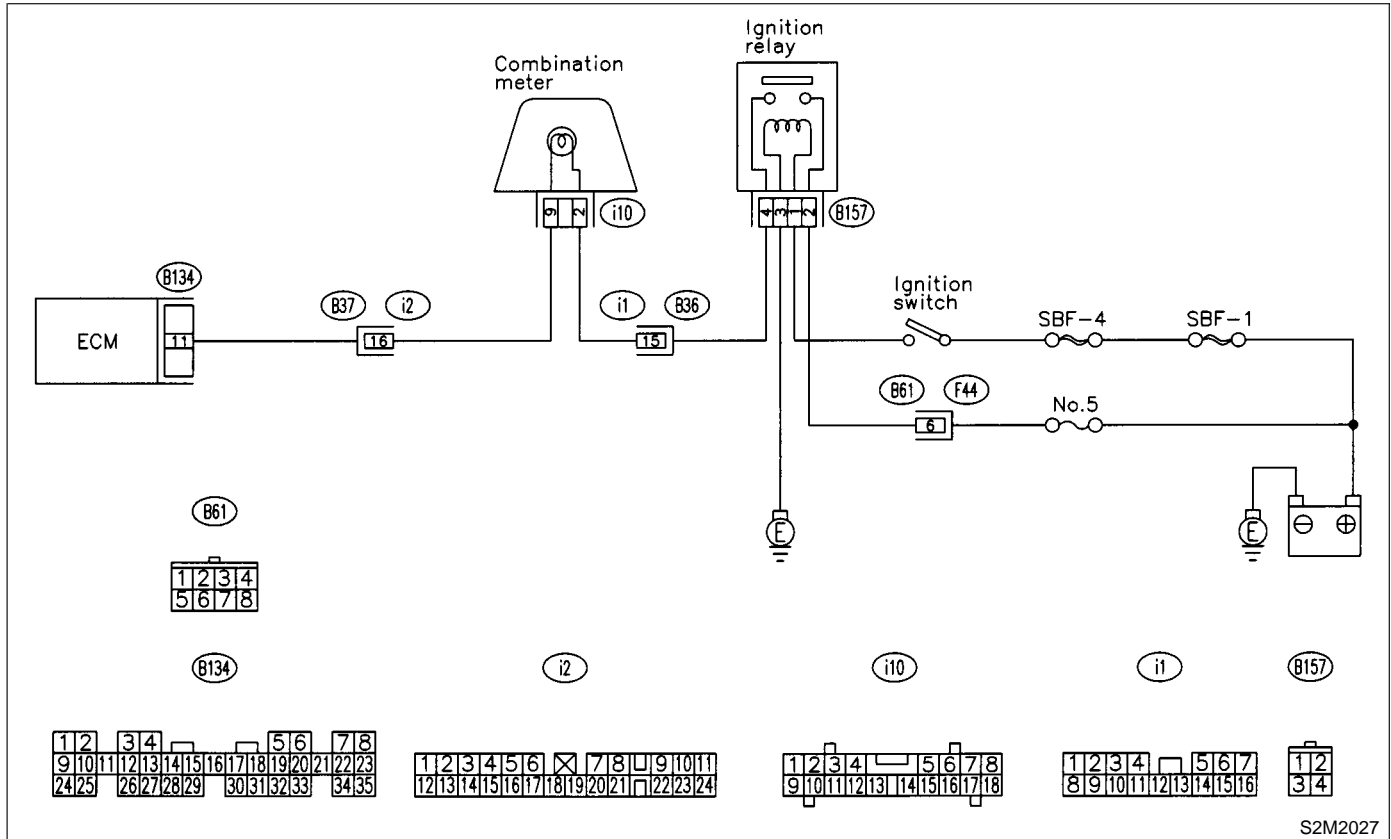 Ignition
relay
Combination
meter
9 2 i10
4 3 1 2 B157
B134
B37 i2
i1 B36
Ignition
switch
SBF-4
SBF-1
ECM
11
16
15
B61 F44
No.5
6
E
E
⊖ ⊕
B61
1 2 3 4
5 6 7 8
B134
i2
i10
i1
B157
1 2 3 4 5 6 7 8
9 10 11 12 13 14 15 16 17 18 19 20 21 22 23
24 25 26 27 28 29 30 31 32 33 34 35
1 2 3 4 5 6 7 8 9 10 11
12 13 14 15 16 17 18 19 20 21 22 23 24
1 2 3 4 5 6 7 8
9 10 11 12 13 14 15 16 17 18
1 2 3 4 5 6 7
8 9 10 11 12 13 14 15 16
1 2
3 4
S2M2027